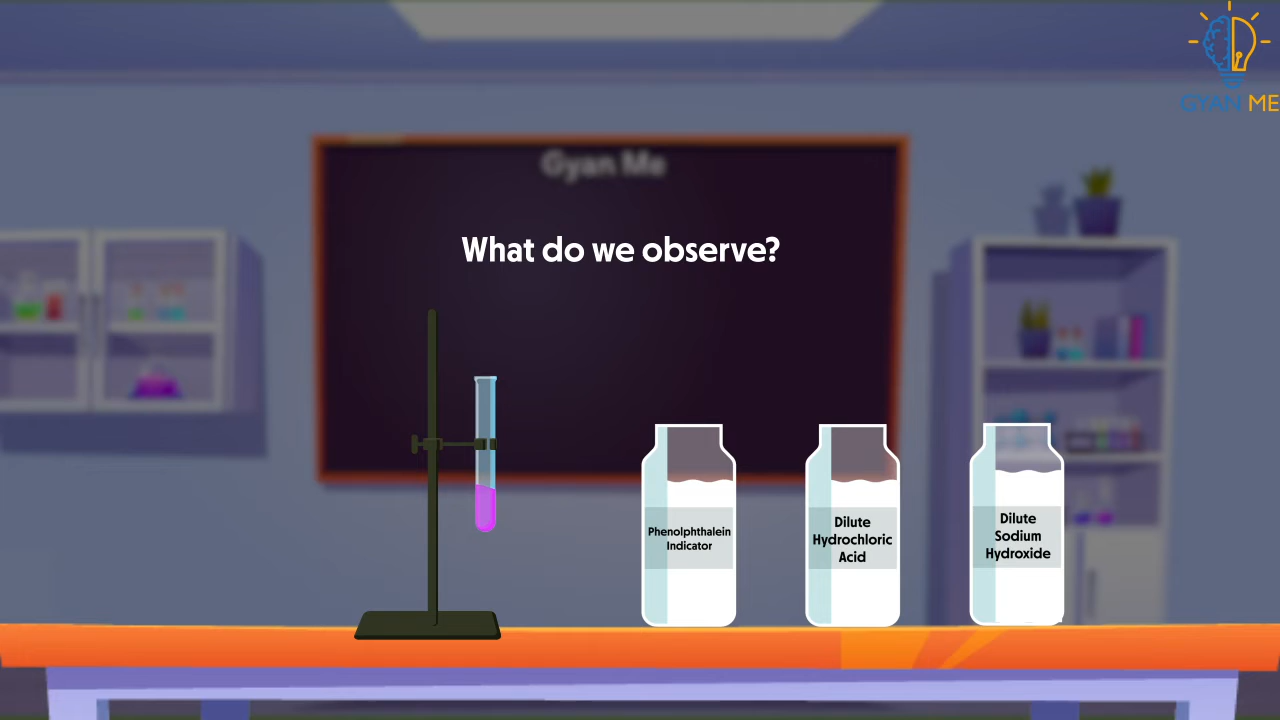 GYAN ME
Gyan Me
What do we observe?
Phenolphthalein
Indicator
Dilute
Hydrochloric
Acid
Dilute
Sodium
Hydroxide